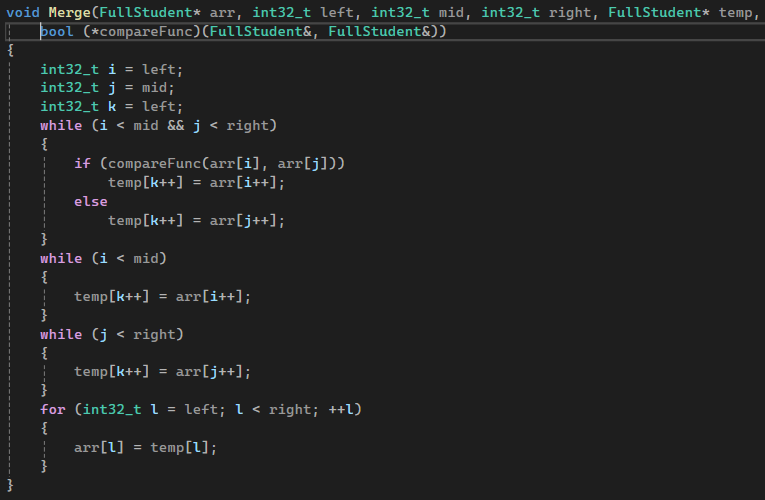 void Merge(FullStudent* arr, int32_t left, int32_t mid, int32_t right, FullStudent* temp,
    bool (*compareFunc)(FullStudent&, FullStudent&))
{
    int32_t i = left;
    int32_t j = mid;
    int32_t k = left;
    while (i < mid && j < right)
    {
        if (compareFunc(arr[i], arr[j]))
            temp[k++] = arr[i++];
        else
            temp[k++] = arr[j++];
    }
    while (i < mid)
    {
        temp[k++] = arr[i++];
    }
    while (j < right)
    {
        temp[k++] = arr[j++];
    }
    for (int32_t l = left; l < right; ++l)
    {
        arr[l] = temp[l];
    }
}